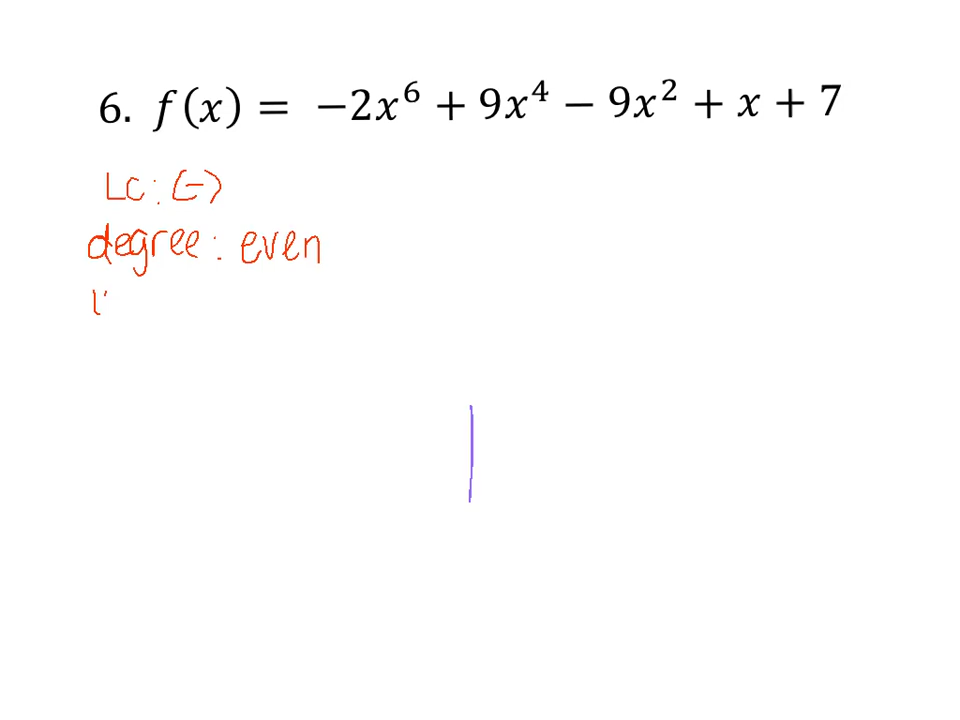 6. f(x) = −2x⁶ + 9x⁴ − 9x² + x + 7
LC: (−)
degree: even